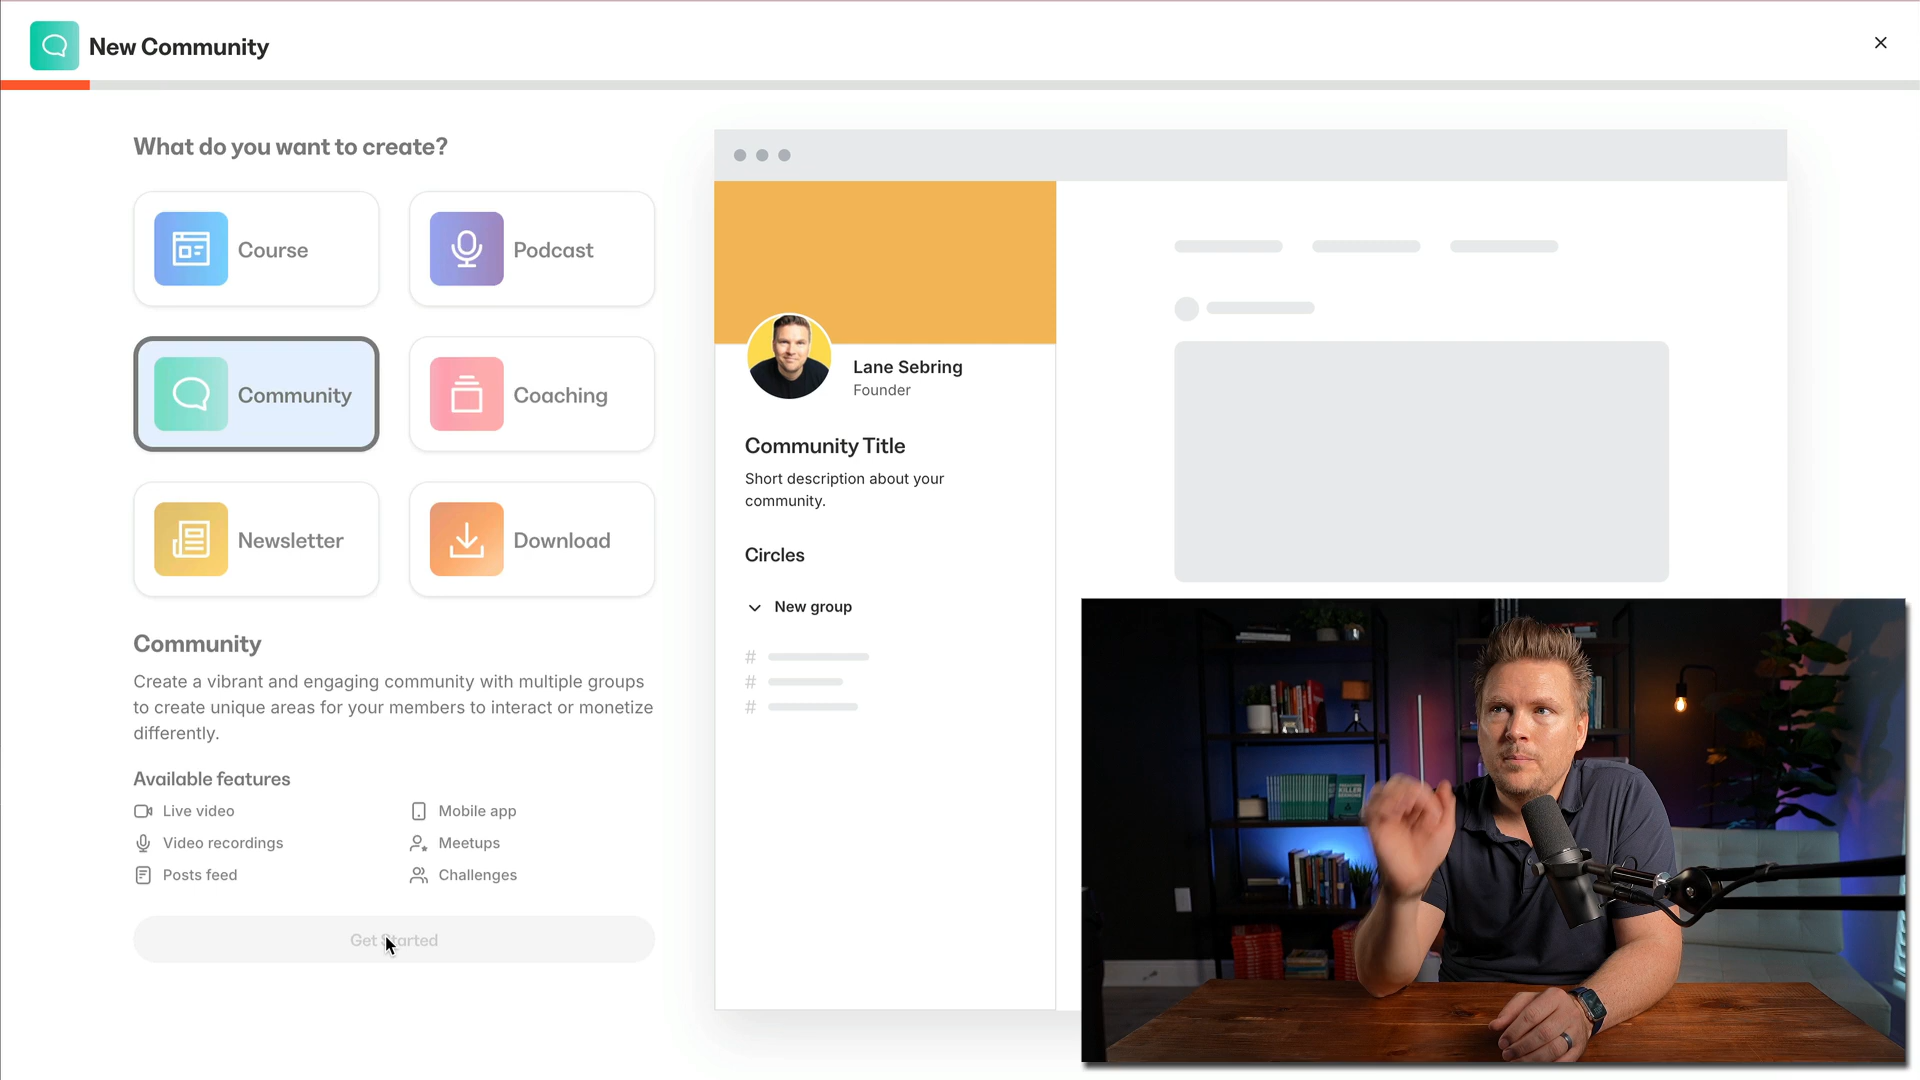 New Community
What do you want to create?
Course
Podcast
Community
Coaching
Newsletter
Download
Community
Create a vibrant and engaging community with multiple groups
to create unique areas for your members to interact or monetize
differently.
Available features
Live video
Mobile app
Video recordings
Meetups
Posts feed
Challenges
Get Started
Lane Sebring
Founder
Community Title
Short description about your
community.
Circles
New group
#
#
#